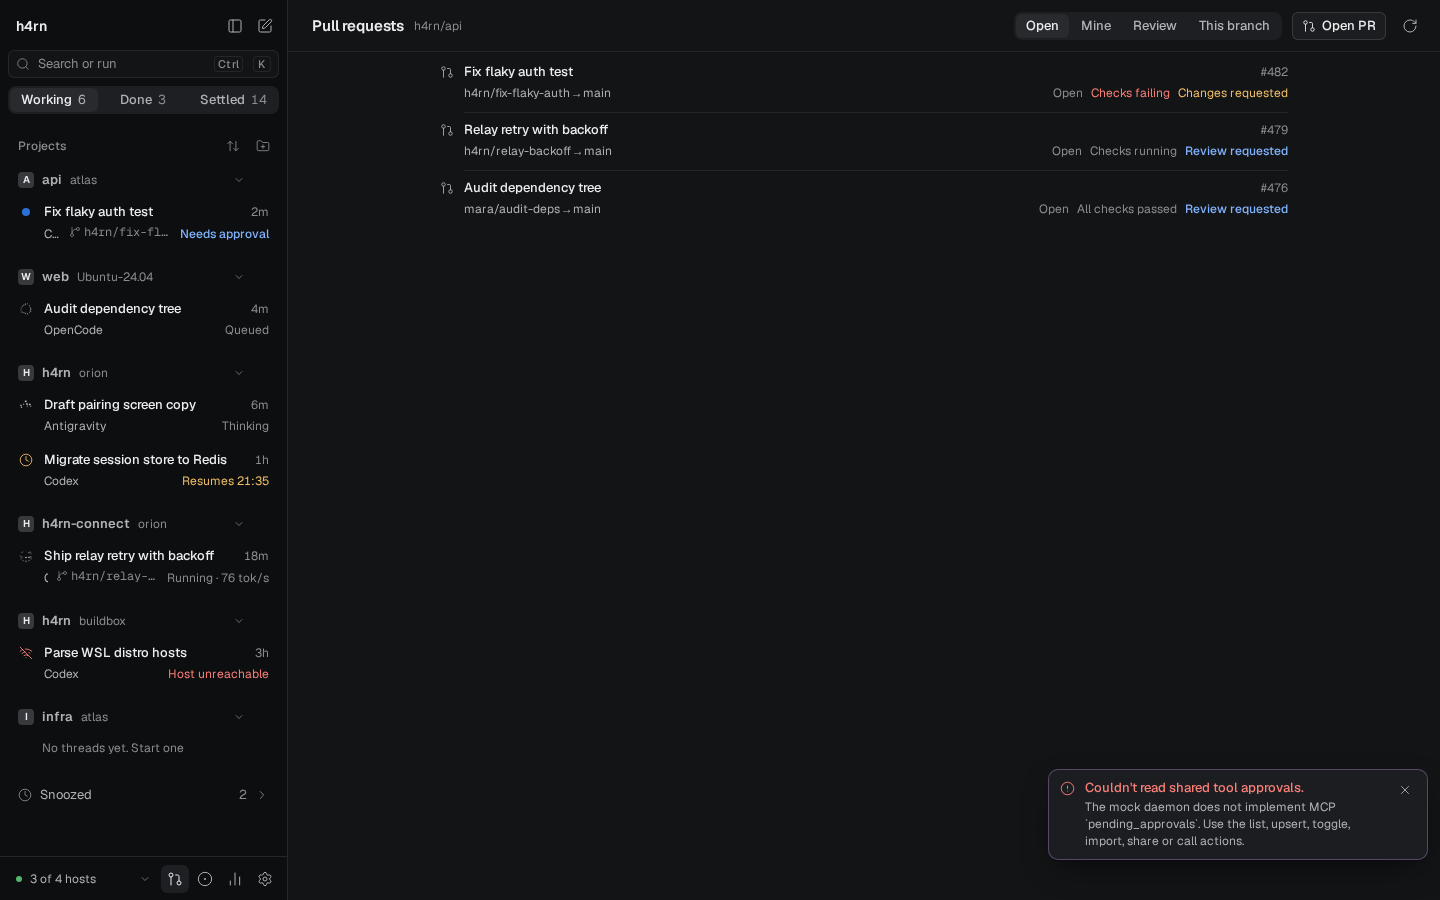 h4rn
Search or run Ctrl K
Working 6 Done 3 Settled 14
Projects
A api atlas
Fix flaky auth test 2m
C… h4rn/fix-fl… Needs approval
W web Ubuntu-24.04
Audit dependency tree 4m
OpenCode Queued
H h4rn orion
Draft pairing screen copy 6m
Antigravity Thinking
Migrate session store to Redis 1h
Codex Resumes 21:35
H h4rn-connect orion
Ship relay retry with backoff 18m
h4rn/relay-… Running · 76 tok/s
H h4rn buildbox
Parse WSL distro hosts 3h
Codex Host unreachable
I infra atlas
No threads yet. Start one
Snoozed 2
3 of 4 hosts
Pull requests h4rn/api
Open Mine Review This branch Open PR
Fix flaky auth test #482
h4rn/fix-flaky-auth→main Open Checks failing Changes requested
Relay retry with backoff #479
h4rn/relay-backoff→main Open Checks running Review requested
Audit dependency tree #476
mara/audit-deps→main Open All checks passed Review requested
Couldn't read shared tool approvals.
The mock daemon does not implement MCP
`pending_approvals`. Use the list, upsert, toggle,
import, share or call actions.